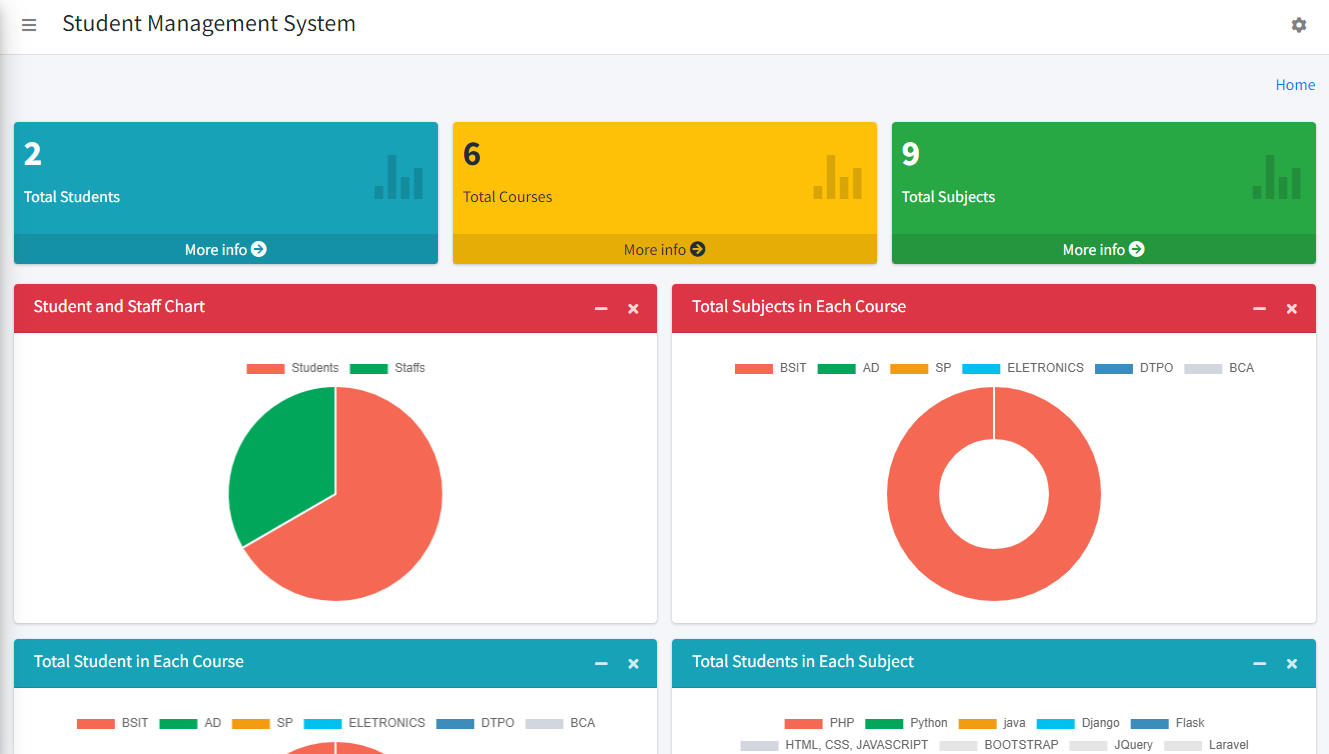 Student Management System
Home
2
Total Students
More info
6
Total Courses
More info
9
Total Subjects
More info
Student and Staff Chart
Students Staffs
Total Subjects in Each Course
BSIT AD SP ELETRONICS DTPO BCA
Total Student in Each Course
BSIT AD SP ELETRONICS DTPO BCA
Total Students in Each Subject
PHP Python java Django Flask
HTML, CSS, JAVASCRIPT BOOTSTRAP JQuery Laravel